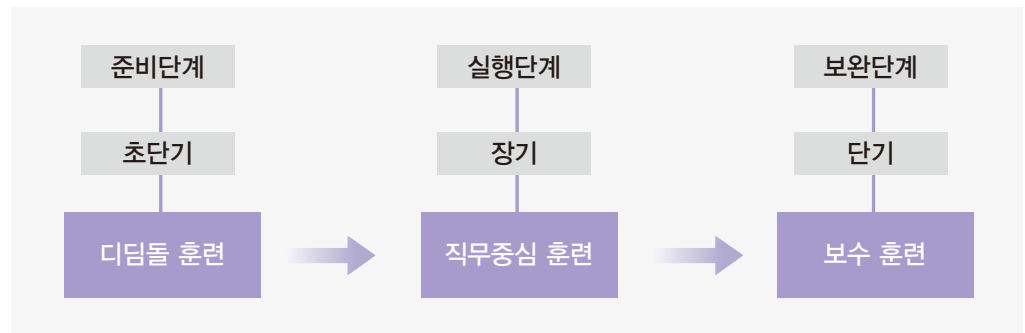 준비단계
실행단계
보완단계
초단기
장기
단기
디딤돌 훈련
직무중심 훈련
보수 훈련